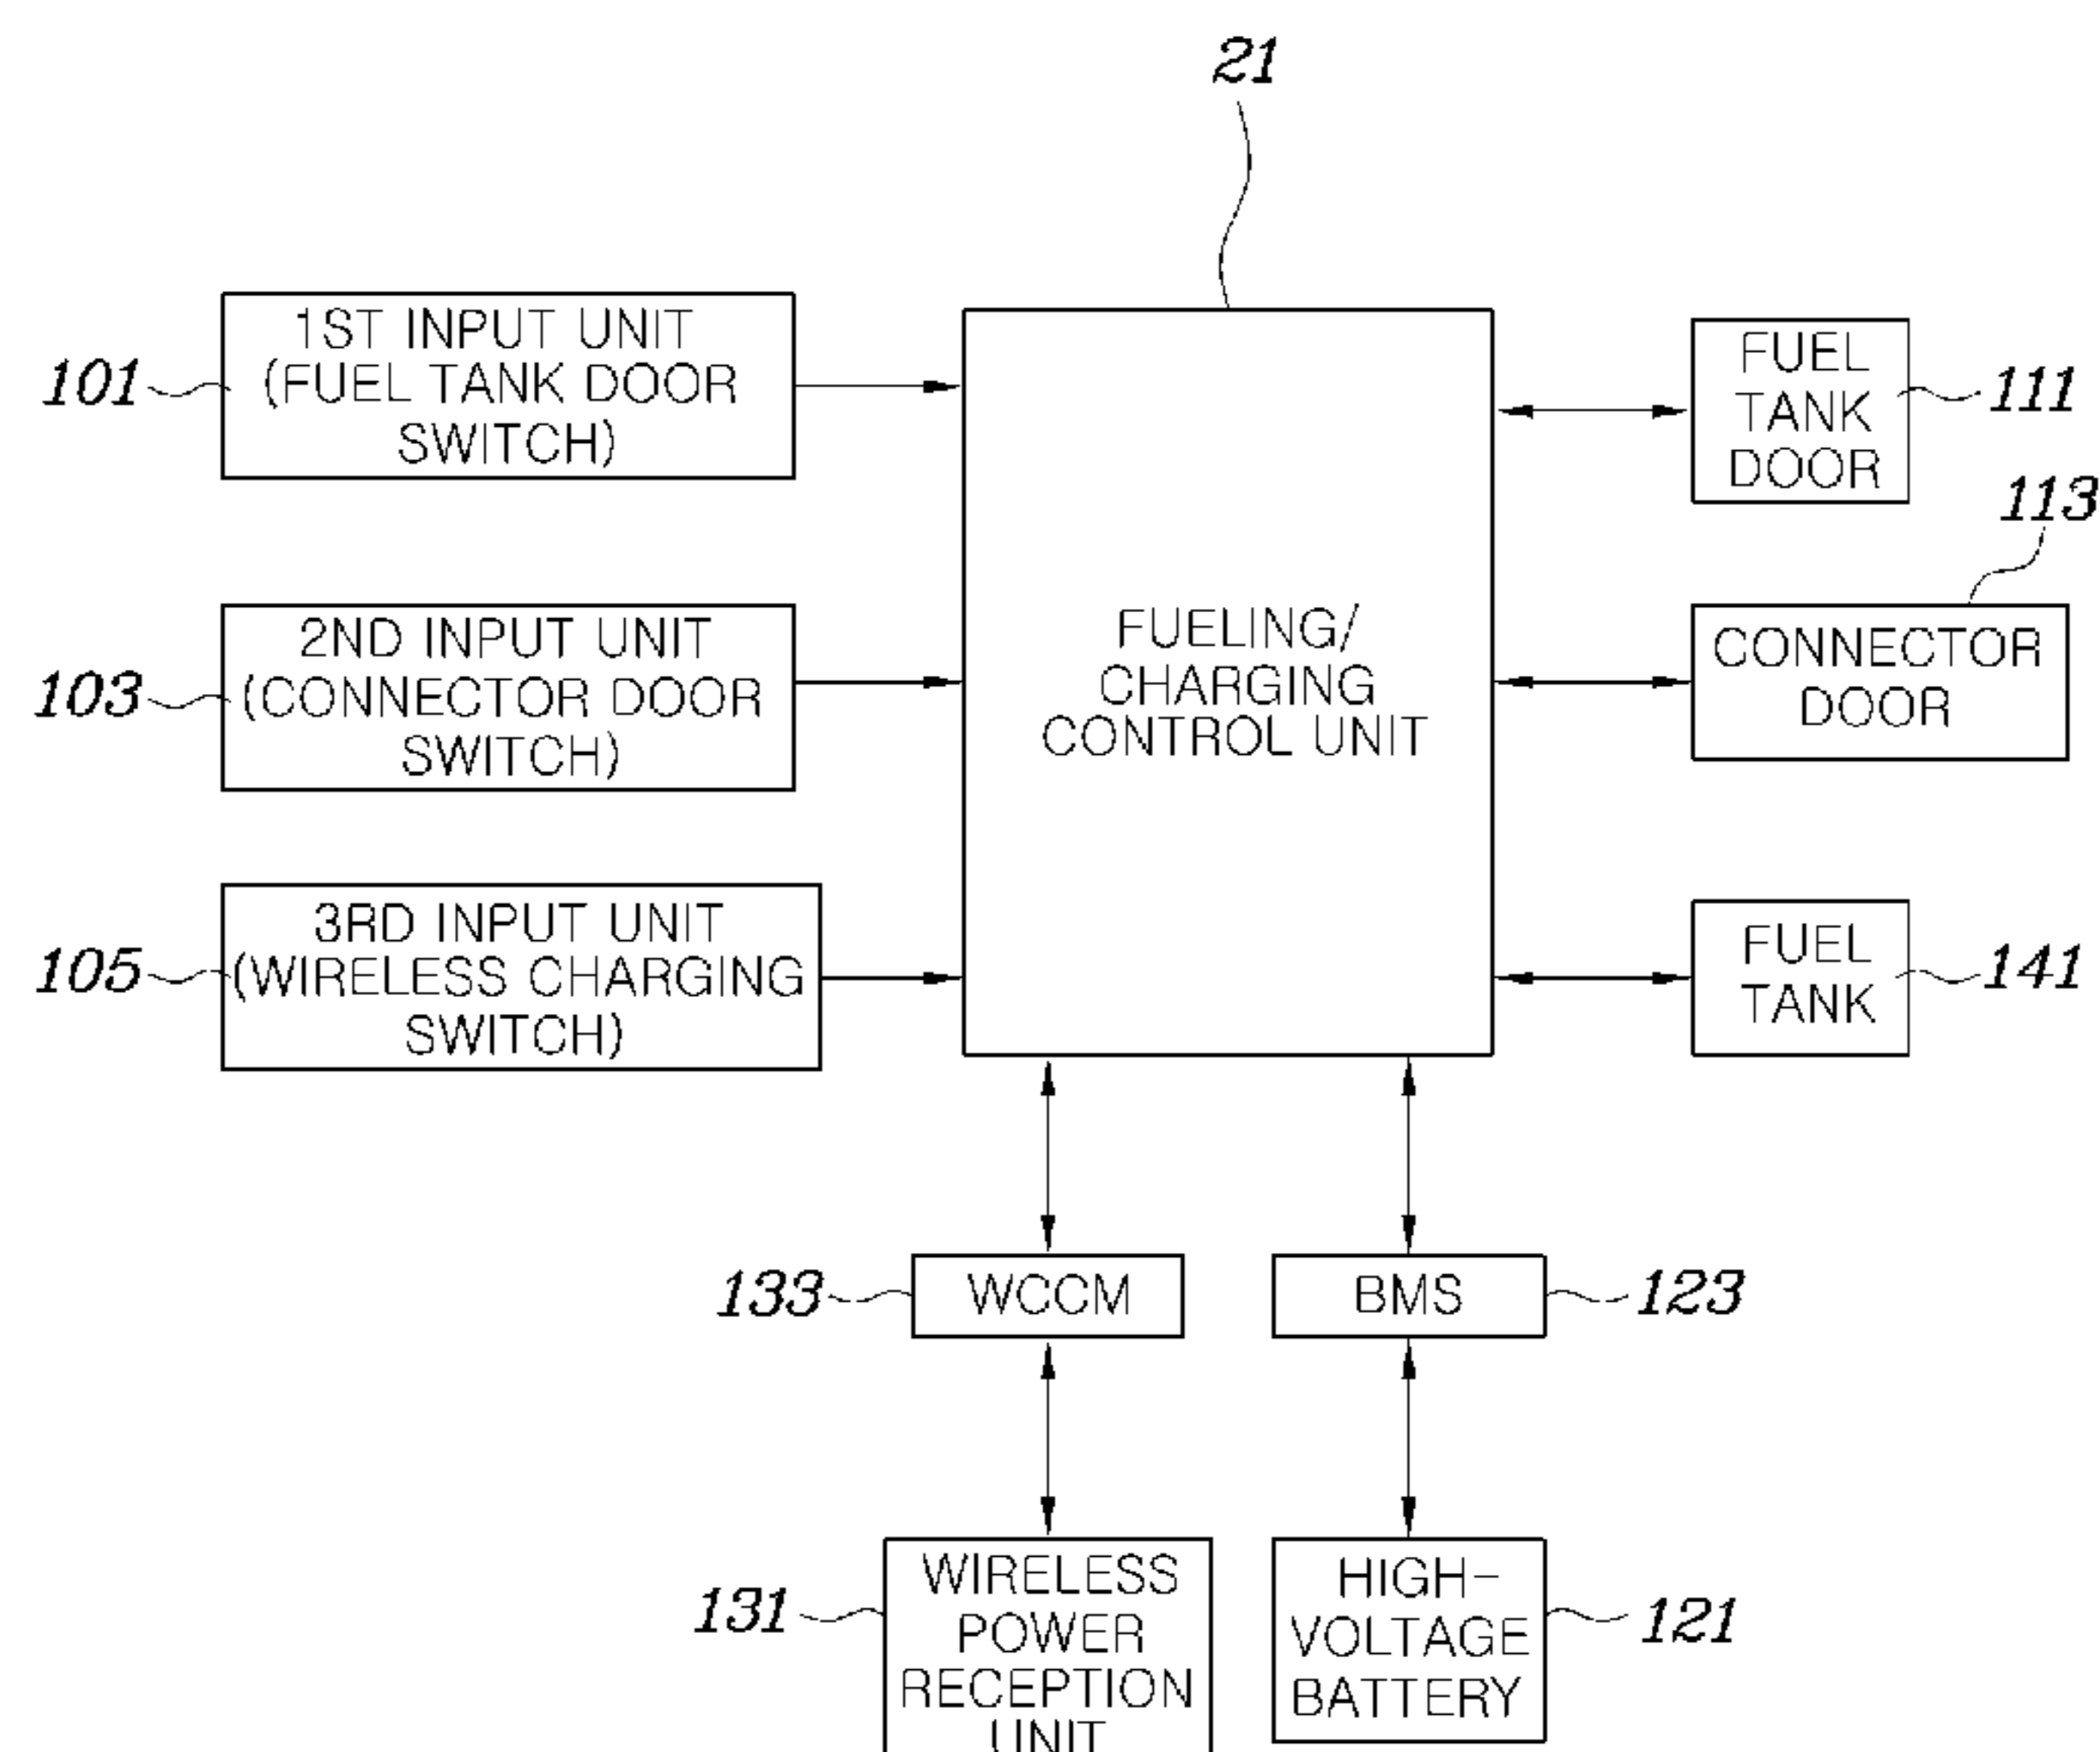 21
1ST INPUT UNIT
(FUEL TANK DOOR
SWITCH)
101
FUEL
TANK
DOOR
111
113
2ND INPUT UNIT
(CONNECTOR DOOR
SWITCH)
103
FUELING/
CHARGING
CONTROL UNIT
CONNECTOR
DOOR
3RD INPUT UNIT
(WIRELESS CHARGING
SWITCH)
105
FUEL
TANK
141
133
WCCM
BMS
123
131
WIRELESS
POWER
RECEPTION
UNIT
HIGH-
VOLTAGE
BATTERY
121